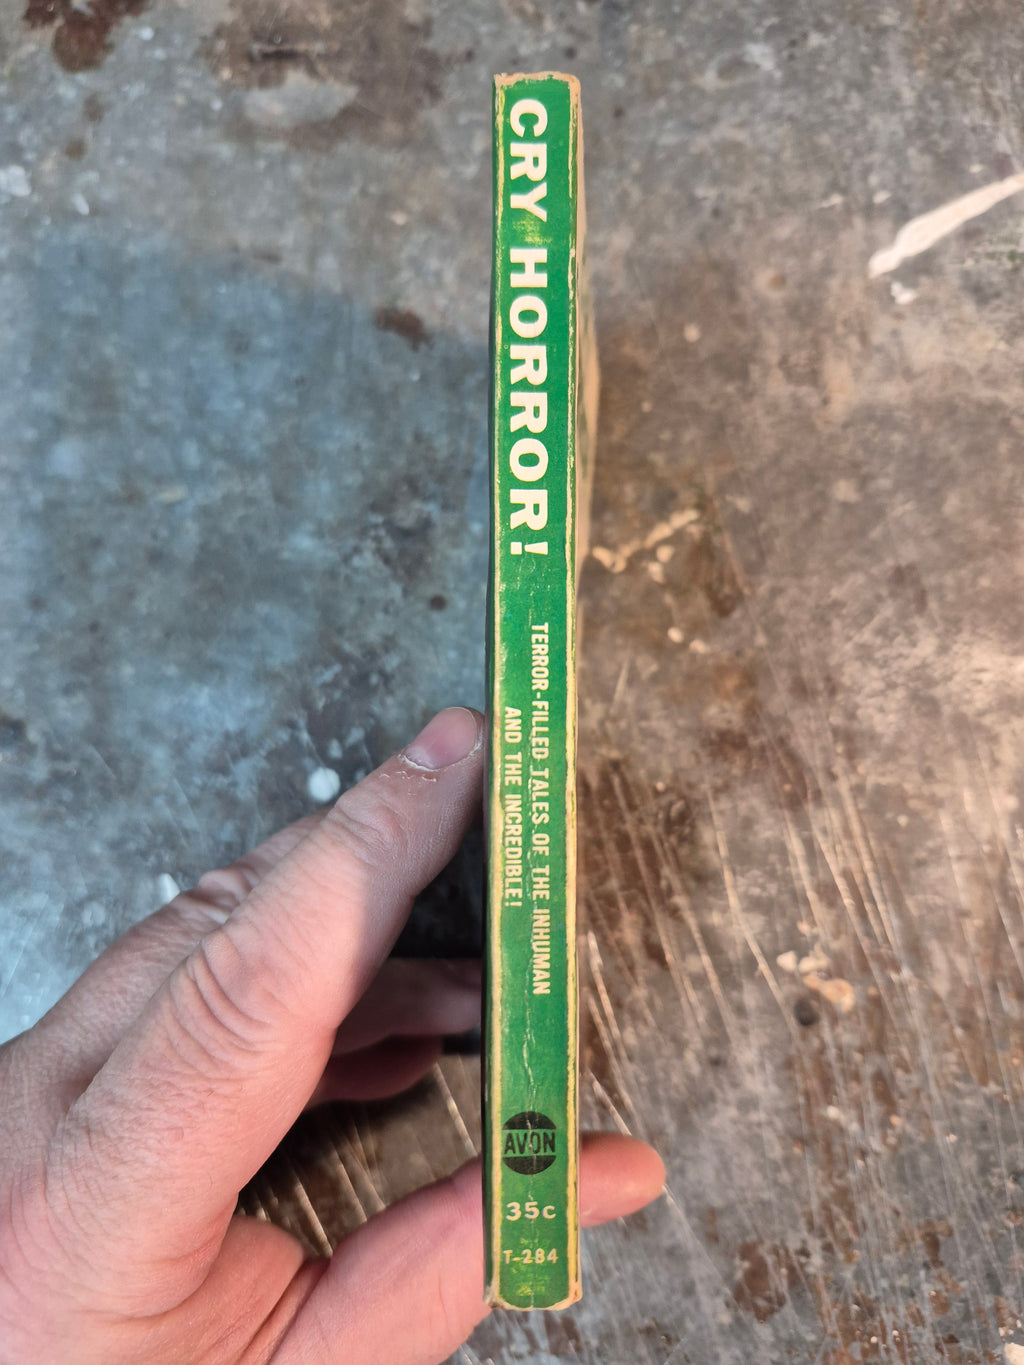 CRY HORROR!
TERROR-FILLED TALES OF THE INHUMAN
AND THE INCREDIBLE!
AVON
35c
T-284